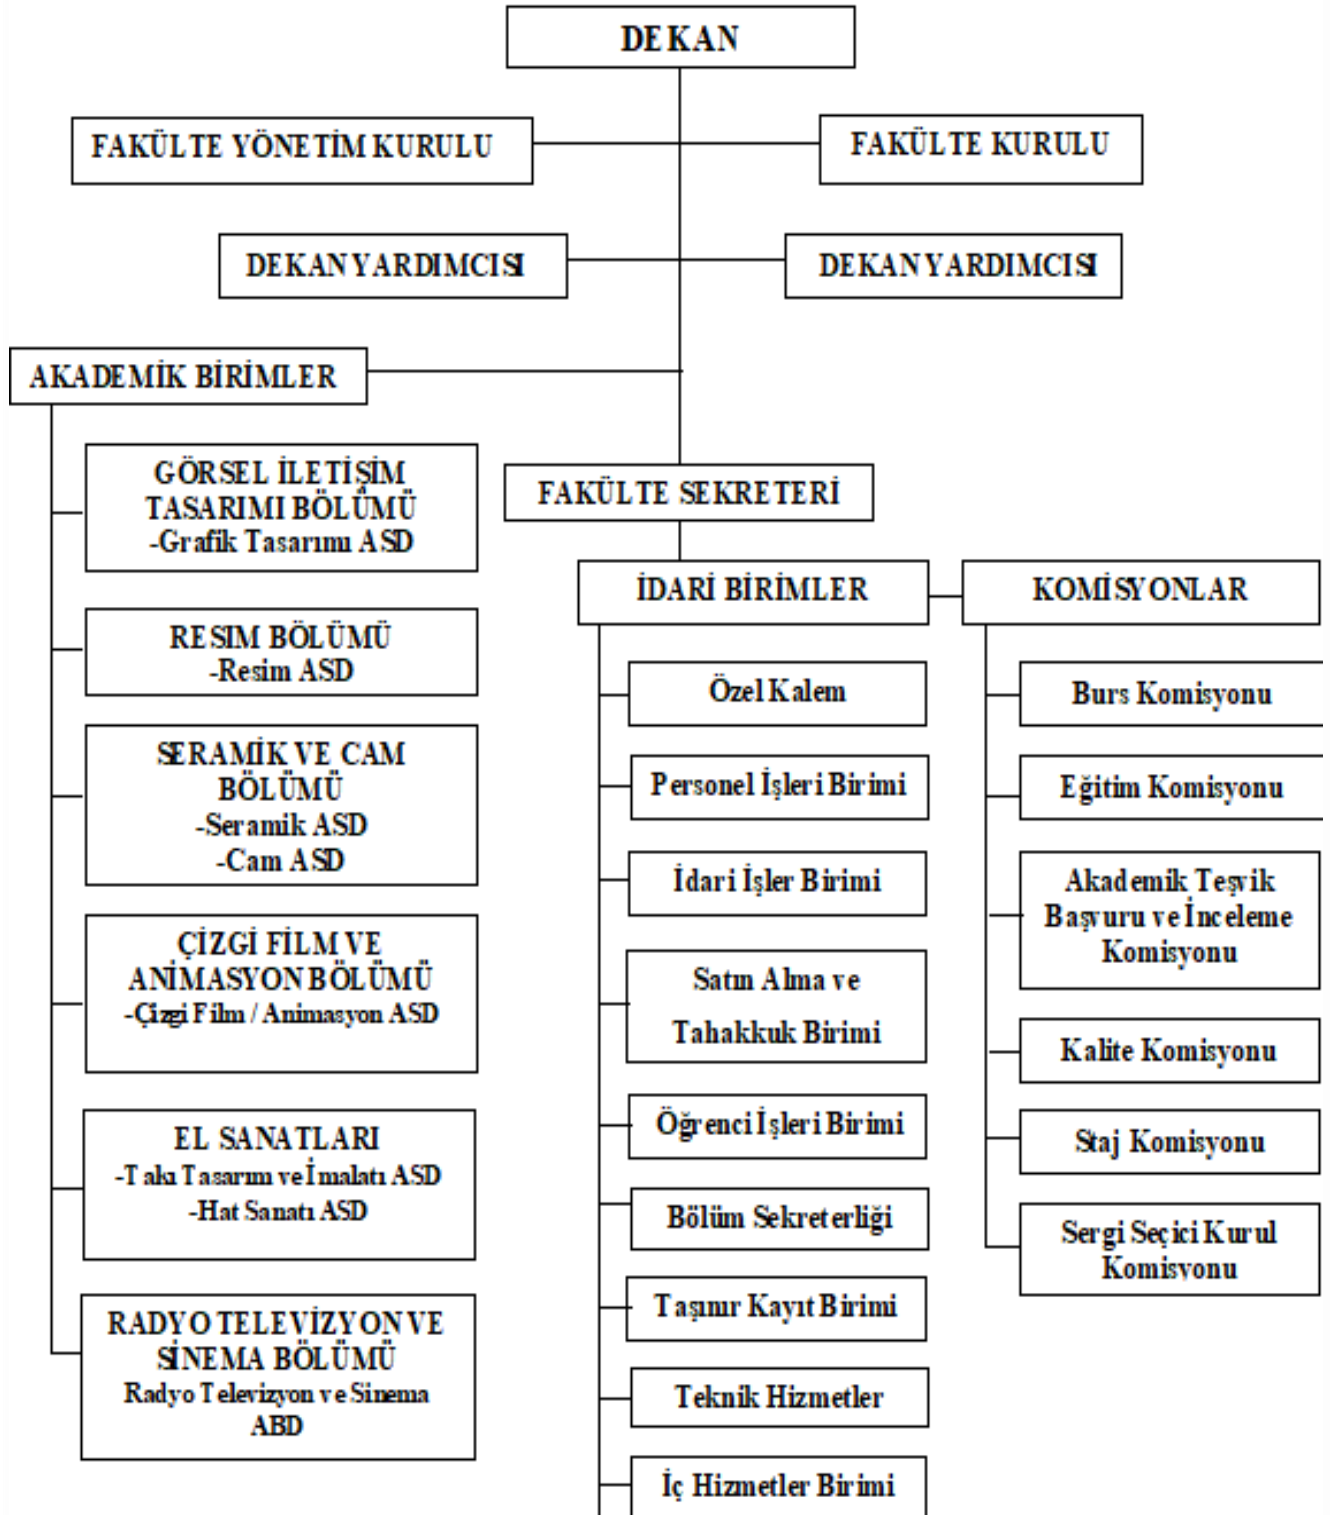 DEKAN
FAKÜLTE YÖNETİM KURULU
FAKÜLTE KURULU
DEKAN YARDIMCISI
DEKAN YARDIMCISI
AKADEMİK BİRİMLER
GÖRSEL İLETİŞİM
TASARIMI BÖLÜMÜ
-Grafik Tasarımı ASD
RESIM BÖLÜMÜ
-Resim ASD
SERAMİK VE CAM
BÖLÜMÜ
-Seramik ASD
-Cam ASD
ÇİZGİ FİLM VE
ANİMASYON BÖLÜMÜ
-Çizgi Film / Animasyon ASD
EL SANATLARI
-Takı Tasarım ve İmalatı ASD
-Hat Sanatı ASD
RADYO TELEVİZYON VE
SİNEMA BÖLÜMÜ
Radyo Televizyon ve Sinema
ABD
FAKÜLTE SEKRETERİ
İDARİ BİRİMLER
Özel Kalem
Personel İşleri Birimi
İdari İşler Birimi
Satın Alma ve
Tahakkuk Birimi
Öğrenci İşleri Birimi
Bölüm Sekreterliği
Taşınır Kayıt Birimi
Teknik Hizmetler
İç Hizmetler Birimi
KOMİSYONLAR
Burs Komisyonu
Eğitim Komisyonu
Akademik Teşvik
Başvuru ve İnceleme
Komisyonu
Kalite Komisyonu
Staj Komisyonu
Sergi Seçici Kurul
Komisyonu